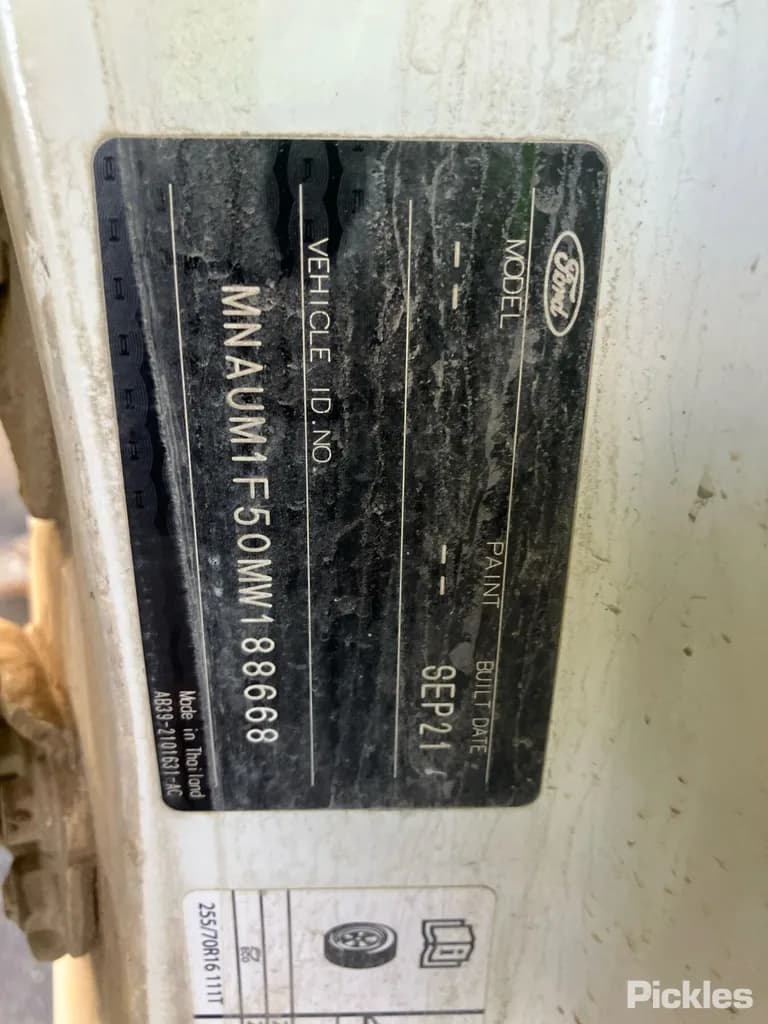 Ford
MODEL PAINT BUILT DATE
-- -- SEP21
VEHICLE ID.NO.
MNAUM1F50MW188668
Made in Thailand
AB39-2101631-AC
i
ECO
255/70R16 111T
Pickles